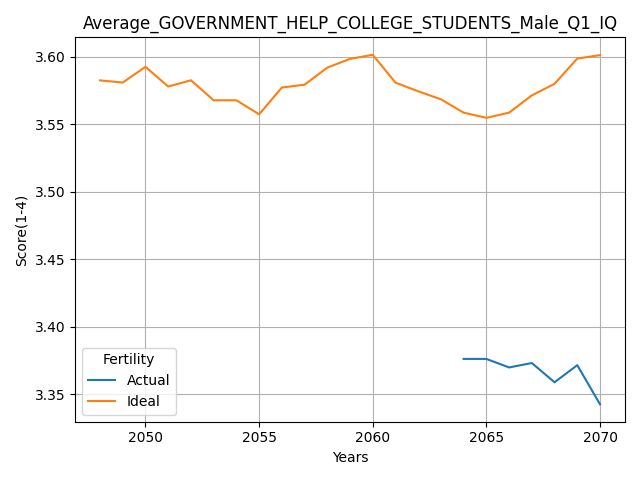 Average_GOVERNMENT_HELP_COLLEGE_STUDENTS_Male_Q1_IQ
3.60
3.55
3.50
3.45
3.40
3.35
Score(1-4)
Fertility
Actual
Ideal
2050 2055 2060 2065 2070
Years